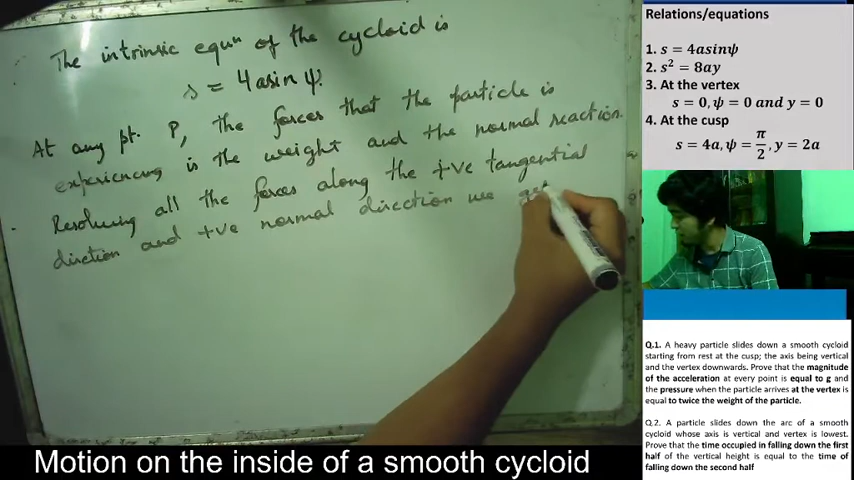 The intrinsic equn of the cycloid is
s = 4a sin ψ.
At any pt. P, the forces that the particle is
experiencing is the weight and the normal reaction.
Resolving all the forces along the +ve tangential
dirction and +ve normal direction we get
Motion on the inside of a smooth cycloid
Relations/equations
1. s = 4asinψ
2. s² = 8ay
3. At the vertex
s = 0, ψ = 0 and y = 0
4. At the cusp
s = 4a, ψ = π/2, y = 2a
Q.1. A heavy particle slides down a smooth cycloid
starting from rest at the cusp; the axis being vertical
and the vertex downwards. Prove that the magnitude
of the acceleration at every point is equal to g and
the pressure when the particle arrives at the vertex is
equal to twice the weight of the particle.
Q.2. A particle slides down the arc of a smooth
cycloid whose axis is vertical and vertex is lowest.
Prove that the time occupied in falling down the first
half of the vertical height is equal to the time of
falling down the second half